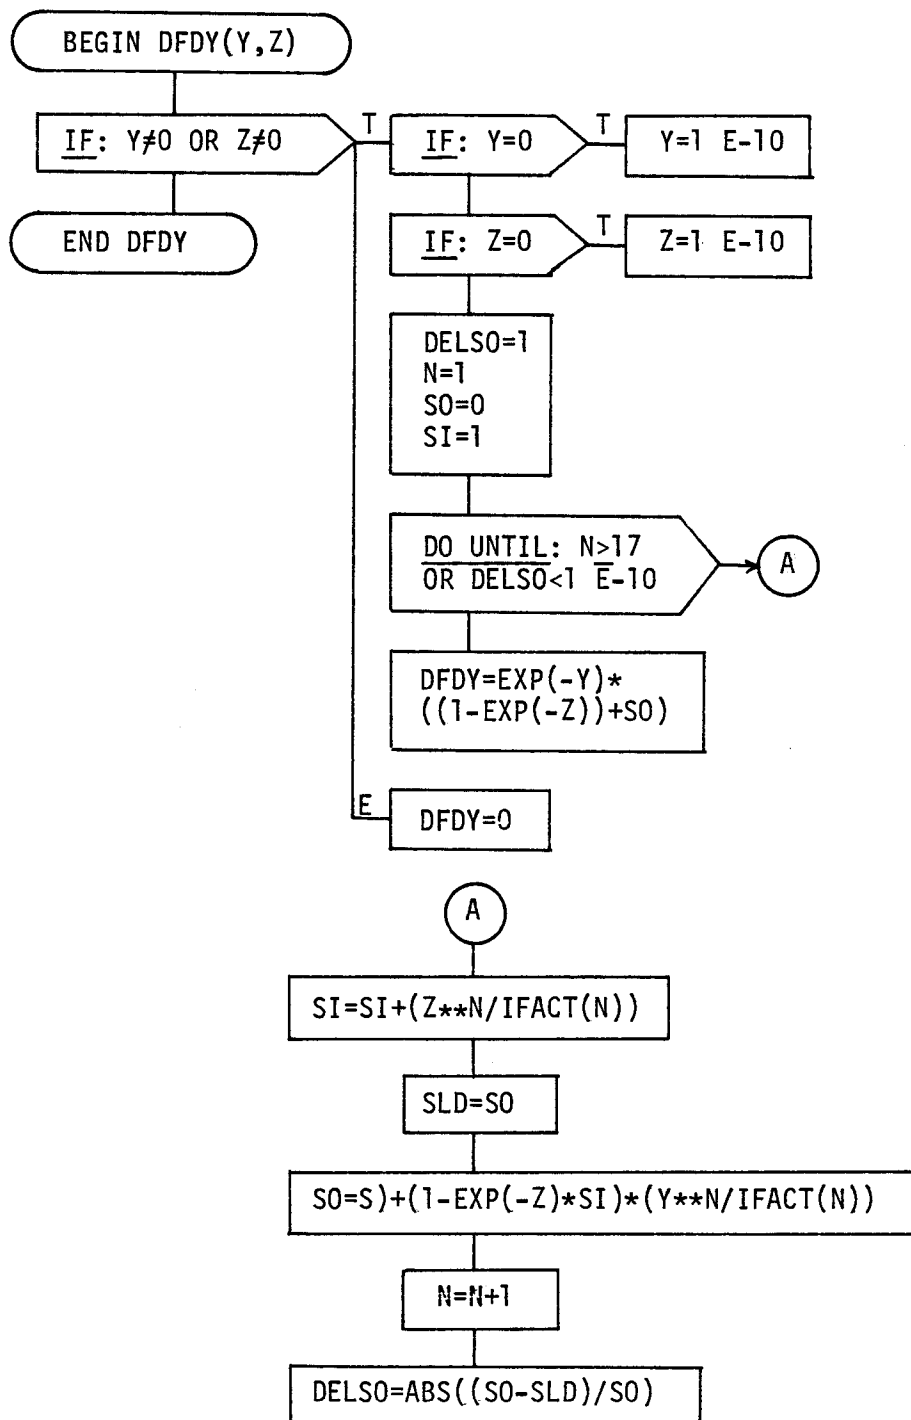 BEGIN DFDY(Y,Z)
IF: Y≠0 OR Z≠0
T
IF: Y=0
T
Y=1 E-10
END DFDY
IF: Z=0
T
Z=1 E-10
DELSO=1
N=1
SO=0
SI=1
DO UNTIL: N>17
OR DELSO<1 E-10
A
DFDY=EXP(-Y)*
((1-EXP(-Z))+SO)
E
DFDY=0
A
SI=SI+(Z**N/IFACT(N))
SLD=SO
SO=S)+(1-EXP(-Z)*SI)*(Y**N/IFACT(N))
N=N+1
DELSO=ABS((SO-SLD)/SO)